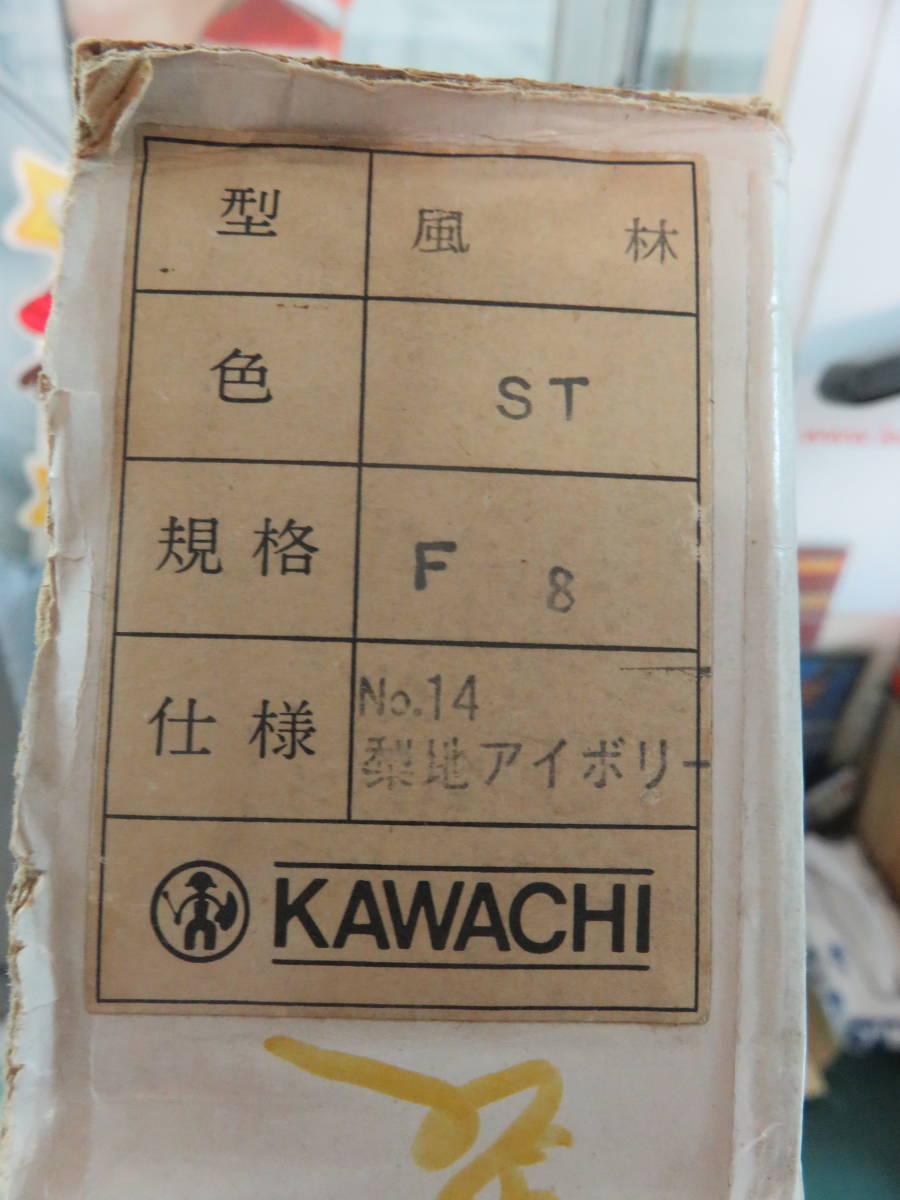 型 風 林
色 ST
規格 F 8
仕様 No.14
梨地アイボリー
KAWACHI